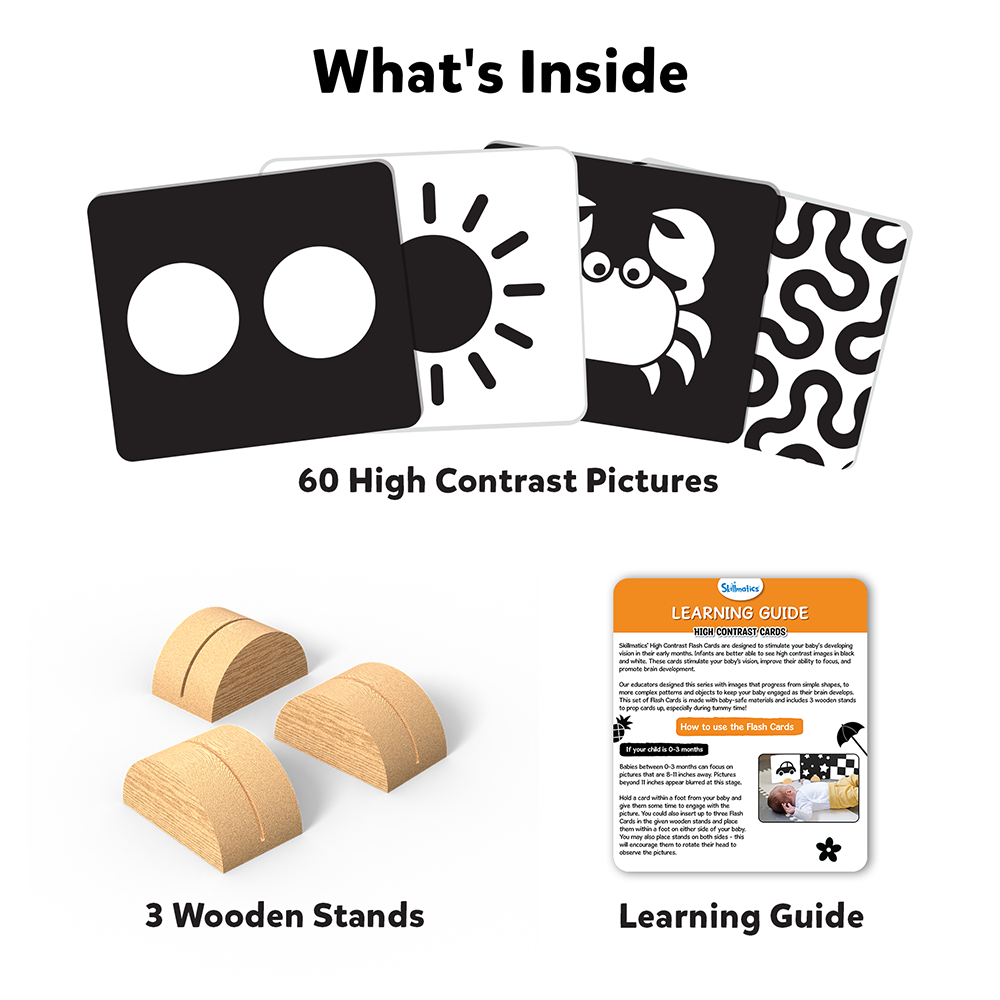 What's Inside
60 High Contrast Pictures
3 Wooden Stands
Skillmatics
LEARNING GUIDE
HIGH CONTRAST CARDS
Skillmatics' High Contrast Flash Cards are designed to stimulate your baby's developing
vision in their early months. Infants are better able to see high contrast images in black
and white. These cards stimulate your baby's vision, improve their ability to focus, and
promote brain development.
Our educators designed this series with images that progress from simple shapes, to
more complex patterns and objects to keep your baby engaged as their brain develops.
This set of Flash Cards is made with baby-safe materials and includes 3 wooden stands
to prop cards up, especially during tummy time!
How to use the Flash Cards
If your child is 0-3 months
Babies between 0-3 months can focus on
pictures that are 8-11 inches away. Pictures
beyond 11 inches appear blurred at this stage.
Hold a card within a foot from your baby and
give them some time to engage with the
picture. You could also insert up to three Flash
Cards in the given wooden stands and place
them within a foot on either side of your baby.
You may also place stands on both sides - this
will encourage them to rotate their head to
observe the pictures.
Learning Guide